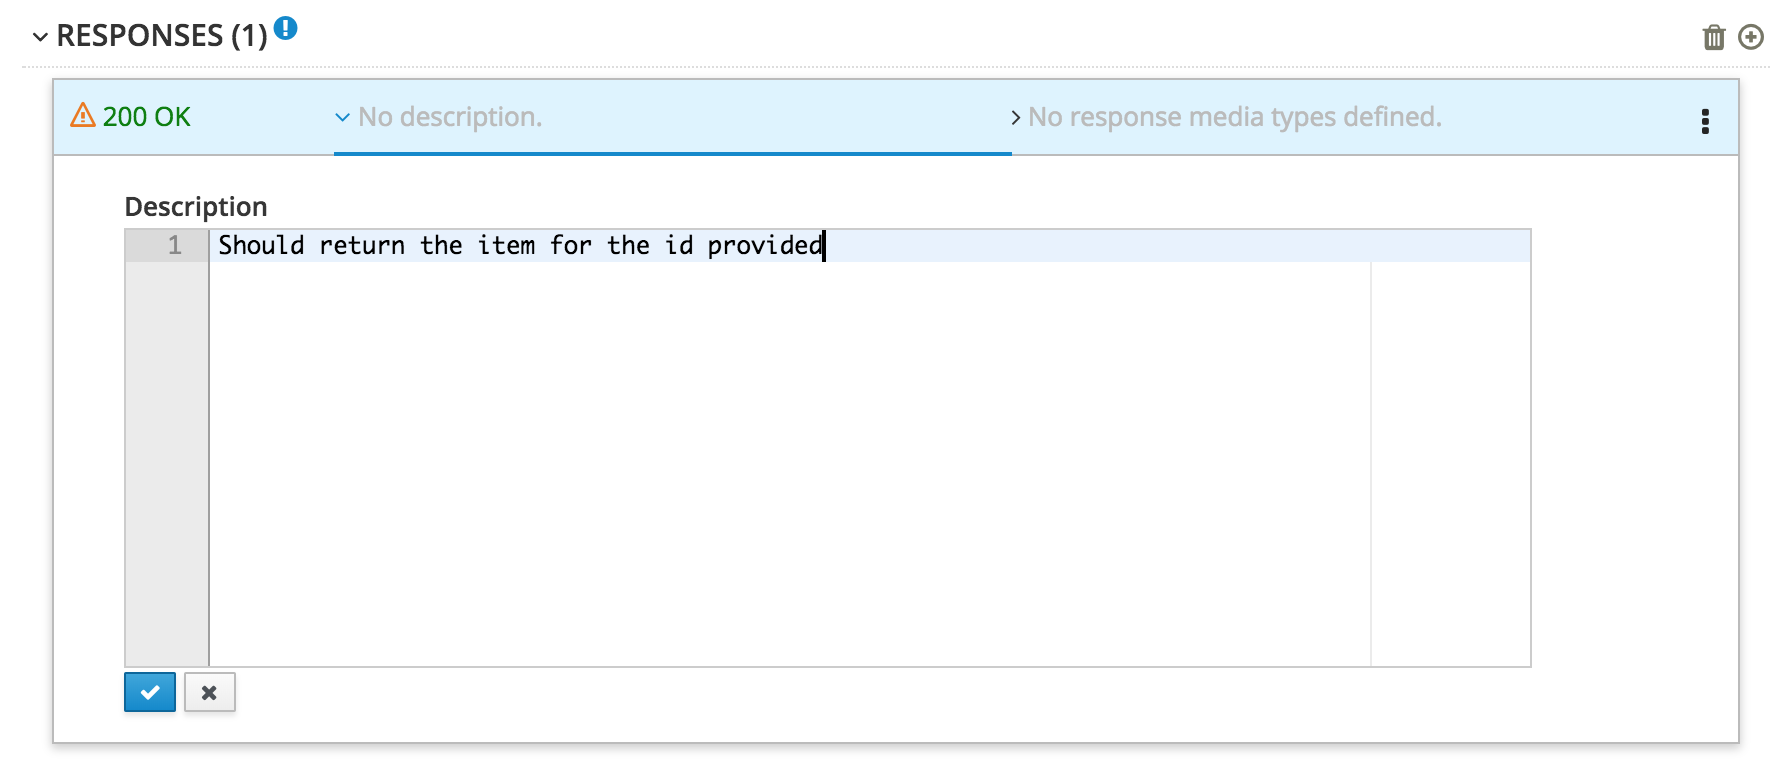 RESPONSES (1)
200 OK No description. No response media types defined.
Description
1 Should return the item for the id provided